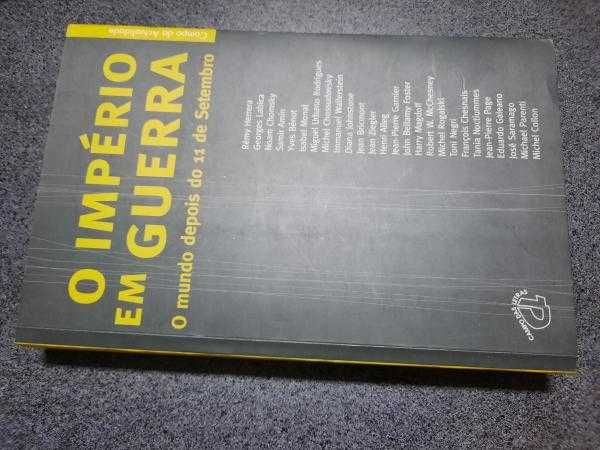 Campo da Actualidade
O IMPÉRIO
EM GUERRA
O mundo depois do 11 de Setembro
Rémy Herrera
Georges Labica
Noam Chomsky
Samir Amin
Yves Bénot
Isabel Monal
Miguel Urbano Rodrigues
Michel Chossudovsky
Immanuel Wallerstein
Diana Johnstone
Jean Bricmont
Jean Ziegler
Henri Alleg
Jean-Pierre Garnier
John Bellamy Foster
Harry Magdoff
Robert W. McChesney
Michel Rogalski
Toni Negri
François Chesnais
Tania Noctiummes
Jean-Pierre Page
Eduardo Galeano
José Saramago
Michael Parenti
Michel Collon
CAMPO DAS LETRAS